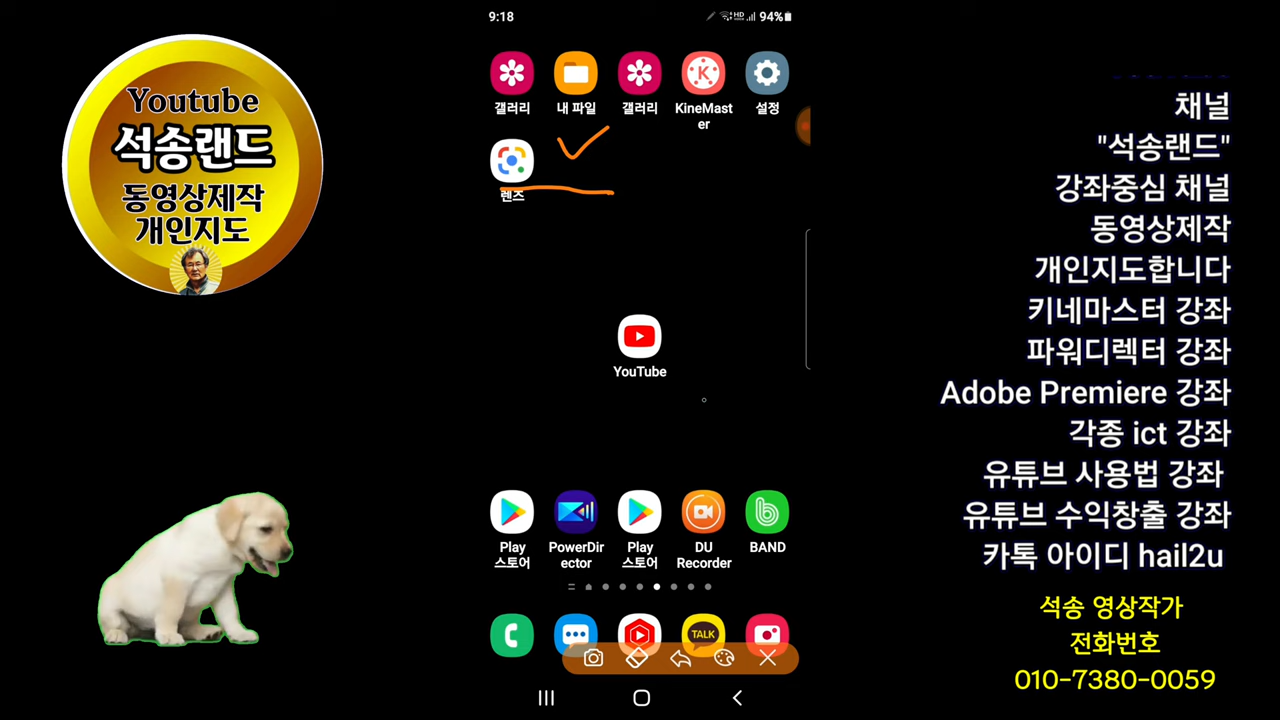 Youtube
석송랜드
동영상제작
개인지도
9:18
HD
94%
갤러리
내 파일
갤러리
KineMast
er
설정
렌즈
YouTube
Play
스토어
PowerDir
ector
Play
스토어
DU
Recorder
BAND
TALK
채널
"석송랜드"
강좌중심 채널
동영상제작
개인지도합니다
키네마스터 강좌
파워디렉터 강좌
Adobe Premiere 강좌
각종 ict 강좌
유튜브 사용법 강좌
유튜브 수익창출 강좌
카톡 아이디 hail2u
석송 영상작가
전화번호
010-7380-0059